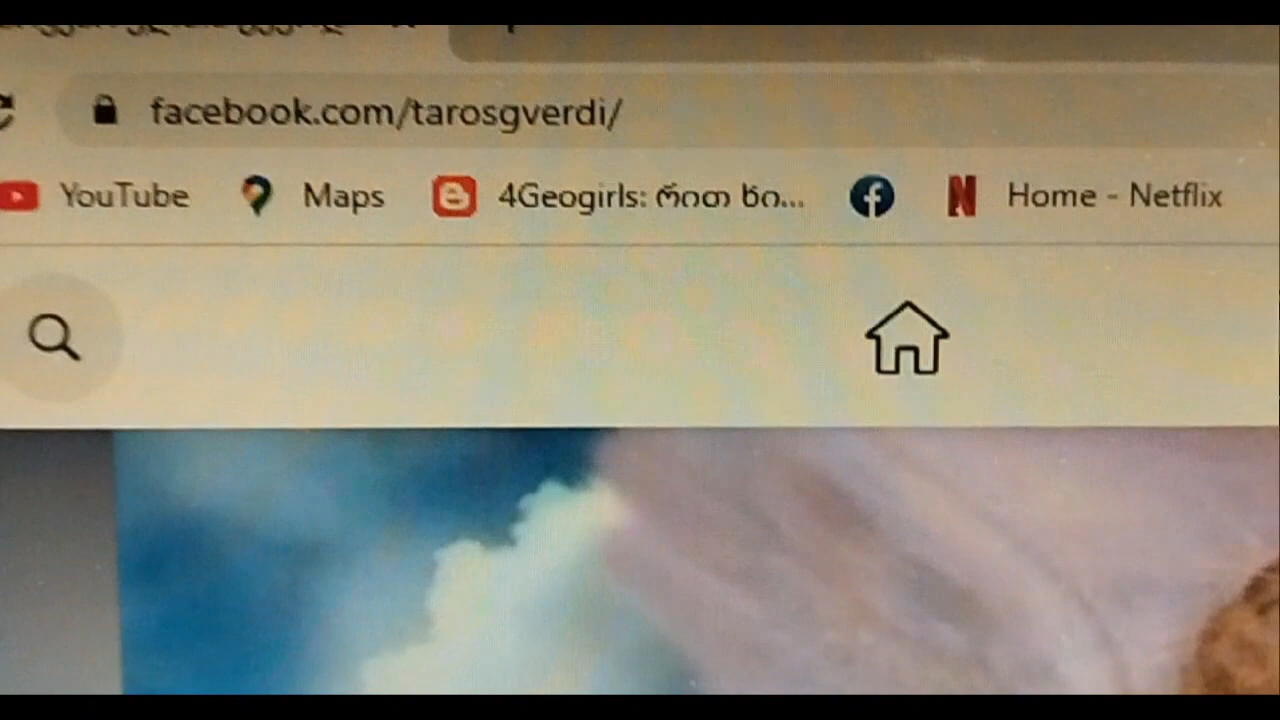 facebook.com/tarosgverdi/
YouTube Maps 4Geogirls: რით ხი... Home - Netflix